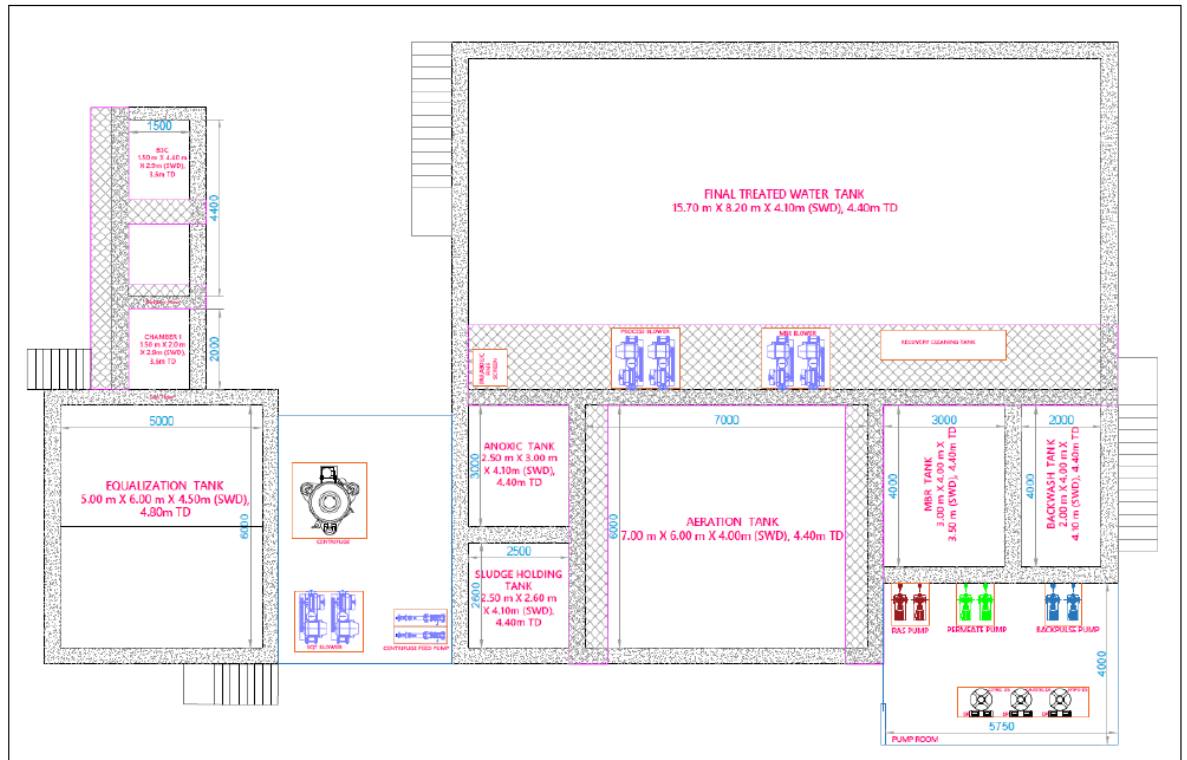 1500
BSC
1.50 m X 4.40 m
X 2.9m (SWD),
3.6m TD
4400
CHAMBER I
1.50 m X 2.0 m
X 2.9m (SWD),
3.6m TD
2000
FINAL TREATED WATER TANK
15.70 m X 8.20 m X 4.10m (SWD), 4.40m TD
PROCESS BLOWER
MBR BLOWER
RECOVERY CLEANING TANK
FINE
SCREEN
5000
EQUALIZATION TANK
5.00 m X 6.00 m X 4.50m (SWD),
4.80m TD
6000
CENTRIFUGE
EQT BLOWER
CENTRIFUGE FEED PUMP
ANOXIC TANK
2.50 m X 3.00 m
X 4.10m (SWD),
4.40m TD
3000
2500
SLUDGE HOLDING
TANK
2.50 m X 2.60 m
X 4.10m (SWD),
4.40m TD
2600
7000
AERATION TANK
7.00 m X 6.00 m X 4.00m (SWD), 4.40m TD
6000
3000
MBR TANK
3.00 m X 4.00 m X
3.50 m (SWD), 4.40m TD
4000
2000
BACKWASH TANK
2.00 m X 4.00 m X
4.10 m (SWD), 4.40m TD
4000
RAS PUMP
PERMEATE PUMP
BACKPULSE PUMP
4000
5750
PUMP ROOM